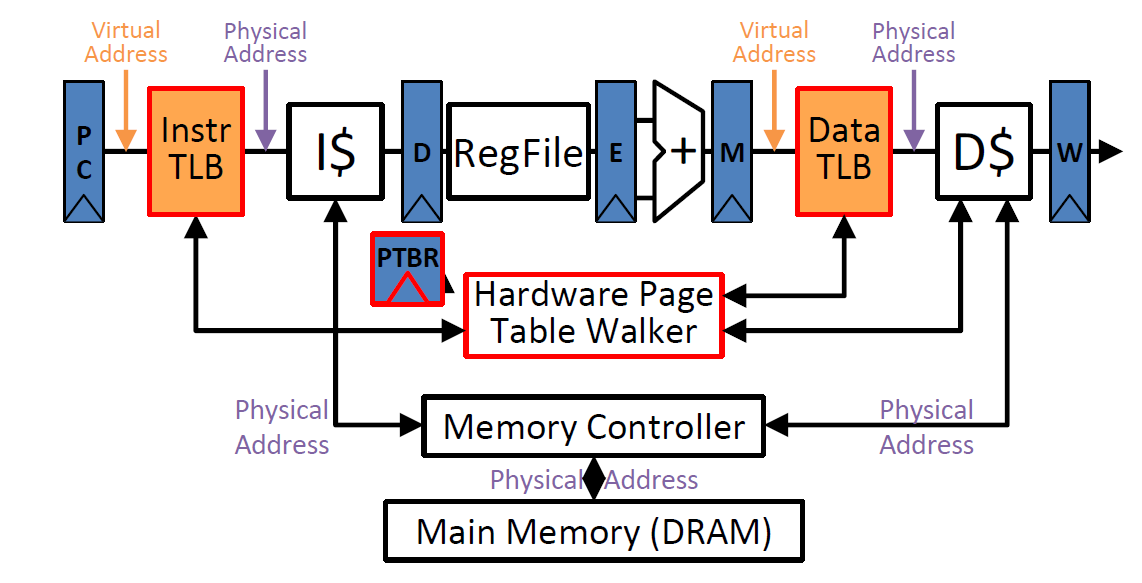 Virtual
Address
Physical
Address
Virtual
Address
Physical
Address
P
C
Instr
TLB
I$
D
RegFile
E
+
M
Data
TLB
D$
W
PTBR
Hardware Page
Table Walker
Physical
Address
Memory Controller
Physical
Address
Physical Address
Main Memory (DRAM)